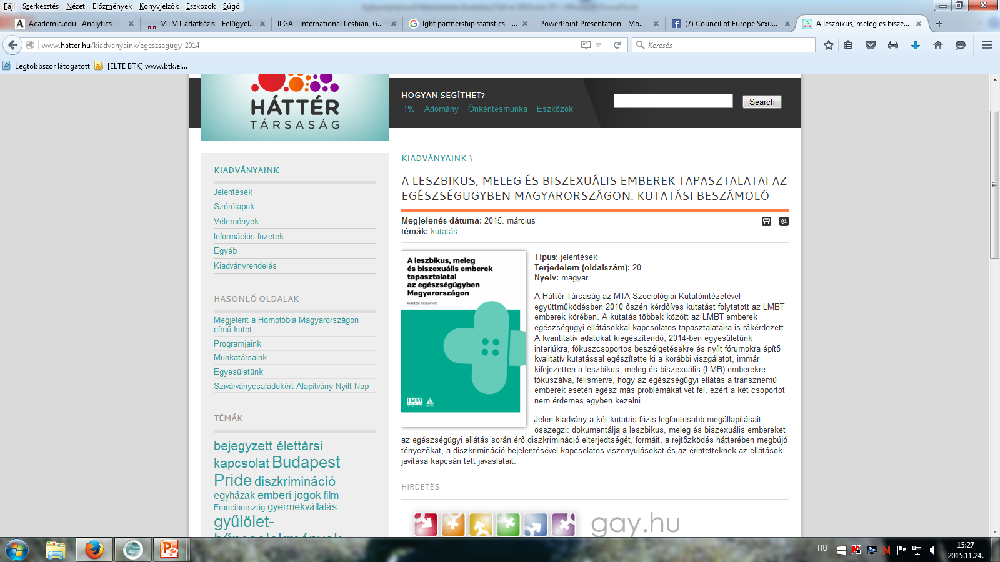 Fájl Szerkesztés Nézet Előzmények Könyvjelzők Eszközök Súgó
Academia.edu | Analytics
MTMT adatbázis - Felügyel...
ILGA - International Lesbian, G...
lgbt partnership statistics - ...
PowerPoint Presentation - Mo...
(7) Council of Europe Sexu...
A leszbikus, meleg és bisze...
www.hatter.hu/kiadvanyaink/egeszsegugy-2014
Keresés
Legtöbbször látogatott
[ELTE BTK] www.btk.el...
HÁTTÉR
TÁRSASÁG
HOGYAN SEGÍTHET?
1% Adomány Önkéntesmunka Eszközök
Search
KIADVÁNYAINK
Jelentések
Szórólapok
Vélemények
Információs füzetek
Egyéb
Kiadványrendelés
HASONLÓ OLDALAK
Megjelent a Homofóbia Magyarországon
című kötet
Programjaink
Munkatársaink
Egyesületünk
Szivárványcsaládokért Alapítvány Nyílt Nap
TÉMÁK
bejegyzett élettársi
kapcsolat Budapest
Pride diszkrimináció
egyházak emberi jogok film
Franciaország gyermekvállalás
gyűlölet-
bűncselekmények
KIADVÁNYAINK \
A LESZBIKUS, MELEG ÉS BISZEXUÁLIS EMBEREK TAPASZTALATAI AZ
EGÉSZSÉGÜGYBEN MAGYARORSZÁGON. KUTATÁSI BESZÁMOLÓ
Megjelenés dátuma: 2015. március
témák: kutatás
A leszbikus, meleg
és biszexuális emberek
tapasztalatai
az egészségügyben
Magyarországon
Kutatási beszámoló
LMBT
Típus: jelentések
Terjedelem (oldalszám): 20
Nyelv: magyar
A Háttér Társaság az MTA Szociológiai Kutatóintézetével
együttműködésben 2010 őszén kérdőíves kutatást folytatott az LMBT
emberek körében. A kutatás többek között az LMBT emberek
egészségügyi ellátásokkal kapcsolatos tapasztalataira is rákérdezett.
A kvantitatív adatokat kiegészítendő, 2014-ben egyesületünk
interjúkra, fókuszcsoportos beszélgetésekre és nyílt fórumokra építő
kvalitatív kutatással egészítette ki a korábbi viszgálatot, immár
kifejezetten a leszbikus, meleg és biszexuális (LMB) emberekre
fókuszálva, felismerve, hogy az egészségügyi ellátás a transznemű
emberek esetén egész más problémákat vet fel, ezért a két csoportot
nem érdemes egyben kezelni.
Jelen kiadvány a két kutatás fázis legfontosabb megállapításait
összegzi: dokumentálja a leszbikus, meleg és biszexuális embereket
az egészségügyi ellátás során érő diszkrimináció elterjedtségét, formáit, a rejtőzködés hátterében megbújó
tényezőkat, a diszkrimináció bejelentésével kapcsolatos viszonyulásokat és az érintetteknek az ellátások
javítása kapcsán tett javaslatait.
HIRDETÉS
gay.hu
HU
15:27
2015.11.24.